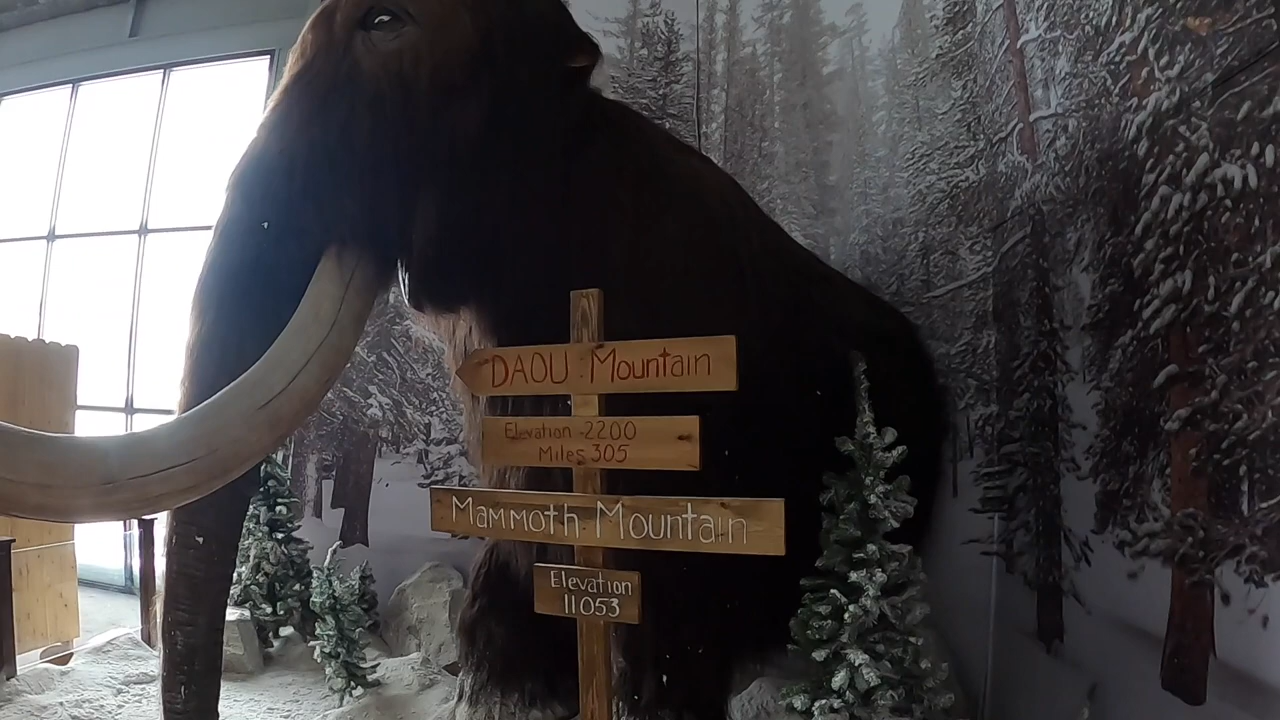 DAOU Mountain
Elevation 2200
Miles 305
Mammoth Mountain
Elevation
11053